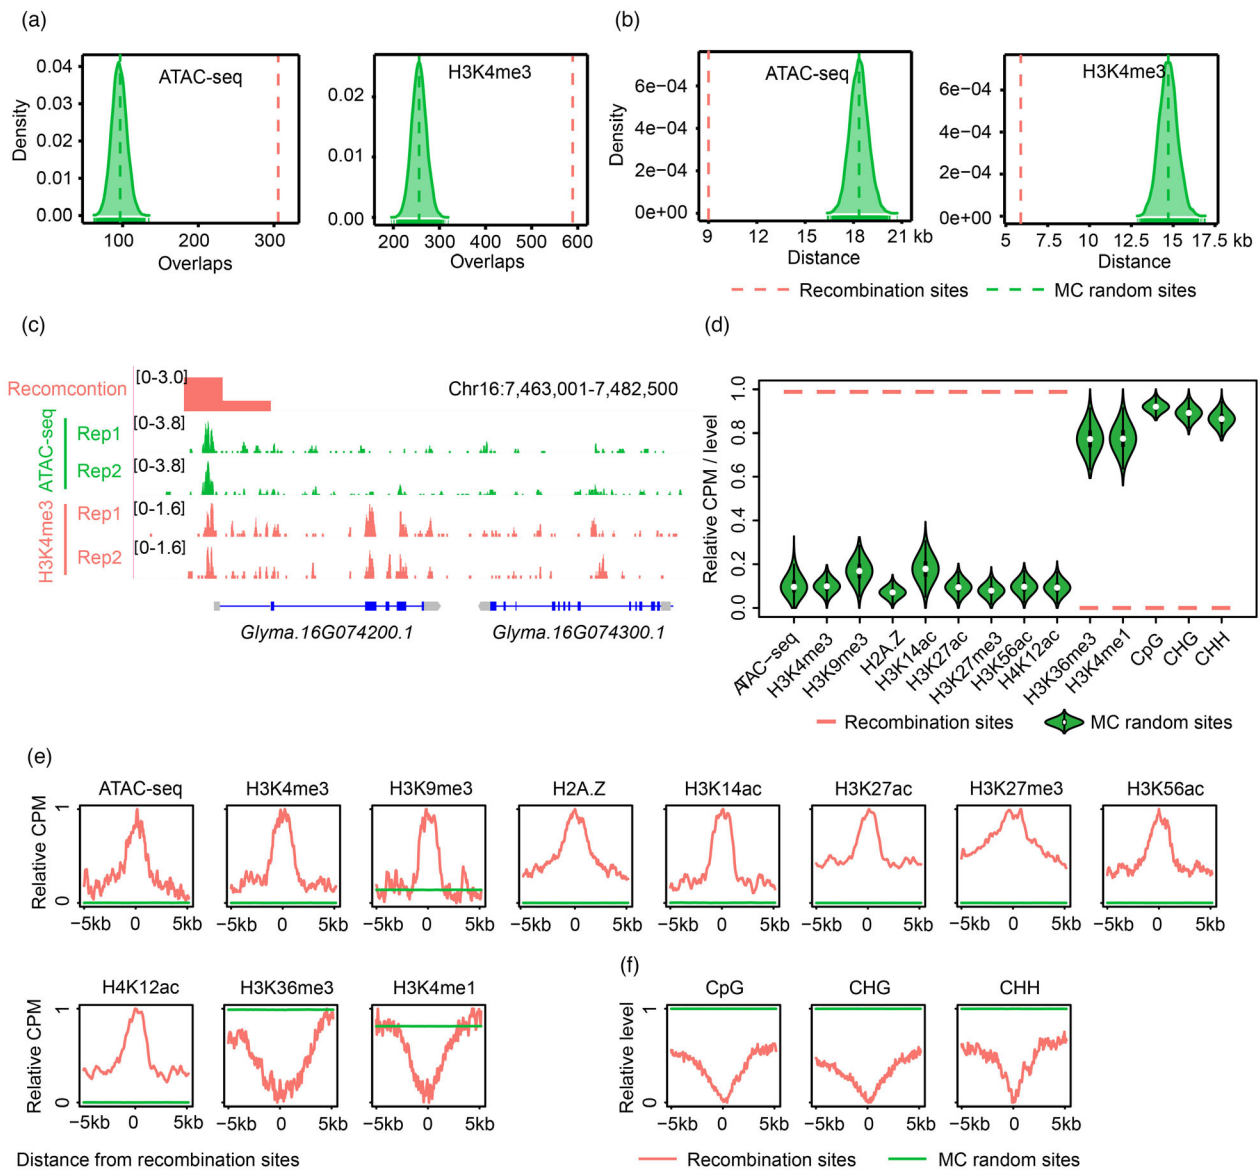 (a)
(b)
ATAC-seq
H3K4me3
ATAC-seq
H3K4me3
Density
0.04
0.03
0.02
0.01
0.00
100 200 300
Overlaps
0.02
0.01
0.00
200 300 400 500 600
Overlaps
Density
6e−04
4e−04
2e−04
0e+00
9 12 15 18 21 kb
Distance
6e−04
4e−04
2e−04
0e+00
5 7.5 10 12.5 15 17.5 kb
Distance
Recombination sites MC random sites
(c)
Recomcontion
[0-3.0]
Chr16:7,463,001-7,482,500
ATAC-seq
Rep1
[0-3.8]
Rep2
[0-3.8]
H3K4me3
Rep1
[0-1.6]
Rep2
[0-1.6]
Glyma.16G074200.1 Glyma.16G074300.1
(d)
Relative CPM / level
1.0
0.8
0.6
0.4
0.2
0.0
ATAC−seq
H3K4me3
H3K9me3
H2A.Z
H3K14ac
H3K27ac
H3K27me3
H3K56ac
H4K12ac
H3K36me3
H3K4me1
CpG
CHG
CHH
Recombination sites MC random sites
(e)
ATAC-seq H3K4me3 H3K9me3 H2A.Z H3K14ac H3K27ac H3K27me3 H3K56ac
Relative CPM
1
0
−5kb 0 5kb −5kb 0 5kb −5kb 0 5kb −5kb 0 5kb −5kb 0 5kb −5kb 0 5kb −5kb 0 5kb −5kb 0 5kb
H4K12ac H3K36me3 H3K4me1
Relative CPM
1
0
−5kb 0 5kb −5kb 0 5kb −5kb 0 5kb
Distance from recombination sites
(f)
CpG CHG CHH
Relative level
1
0
−5kb 0 5kb −5kb 0 5kb −5kb 0 5kb
Recombination sites MC random sites